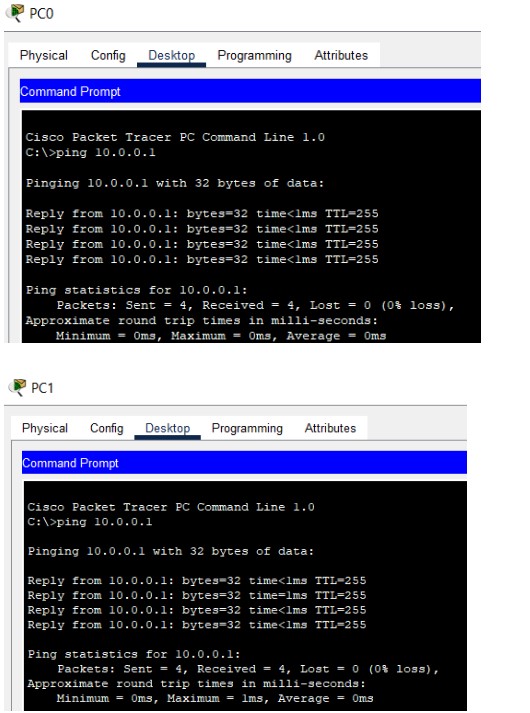 PC0
Physical Config Desktop Programming Attributes
Command Prompt
Cisco Packet Tracer PC Command Line 1.0
C:\>ping 10.0.0.1
Pinging 10.0.0.1 with 32 bytes of data:
Reply from 10.0.0.1: bytes=32 time<1ms TTL=255
Reply from 10.0.0.1: bytes=32 time<1ms TTL=255
Reply from 10.0.0.1: bytes=32 time<1ms TTL=255
Reply from 10.0.0.1: bytes=32 time<1ms TTL=255
Ping statistics for 10.0.0.1:
Packets: Sent = 4, Received = 4, Lost = 0 (0% loss),
Approximate round trip times in milli-seconds:
Minimum = 0ms, Maximum = 0ms, Average = 0ms
PC1
Physical Config Desktop Programming Attributes
Command Prompt
Cisco Packet Tracer PC Command Line 1.0
C:\>ping 10.0.0.1
Pinging 10.0.0.1 with 32 bytes of data:
Reply from 10.0.0.1: bytes=32 time<1ms TTL=255
Reply from 10.0.0.1: bytes=32 time=1ms TTL=255
Reply from 10.0.0.1: bytes=32 time<1ms TTL=255
Reply from 10.0.0.1: bytes=32 time<1ms TTL=255
Ping statistics for 10.0.0.1:
Packets: Sent = 4, Received = 4, Lost = 0 (0% loss),
Approximate round trip times in milli-seconds:
Minimum = 0ms, Maximum = 1ms, Average = 0ms